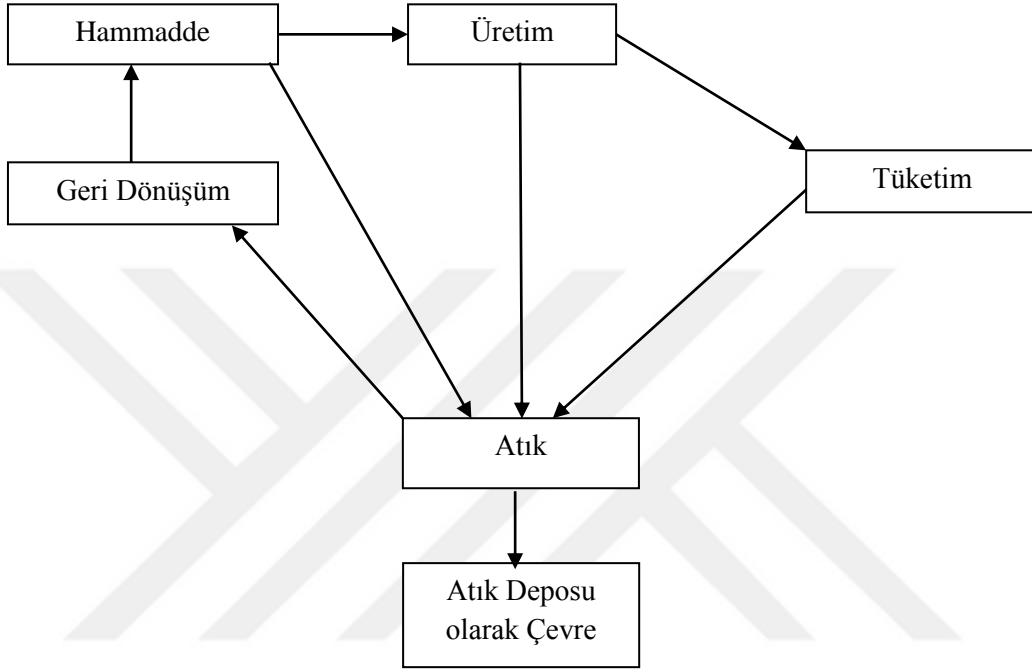 Hammadde
Üretim
Geri Dönüşüm
Tüketim
Atık
Atık Deposu
olarak Çevre